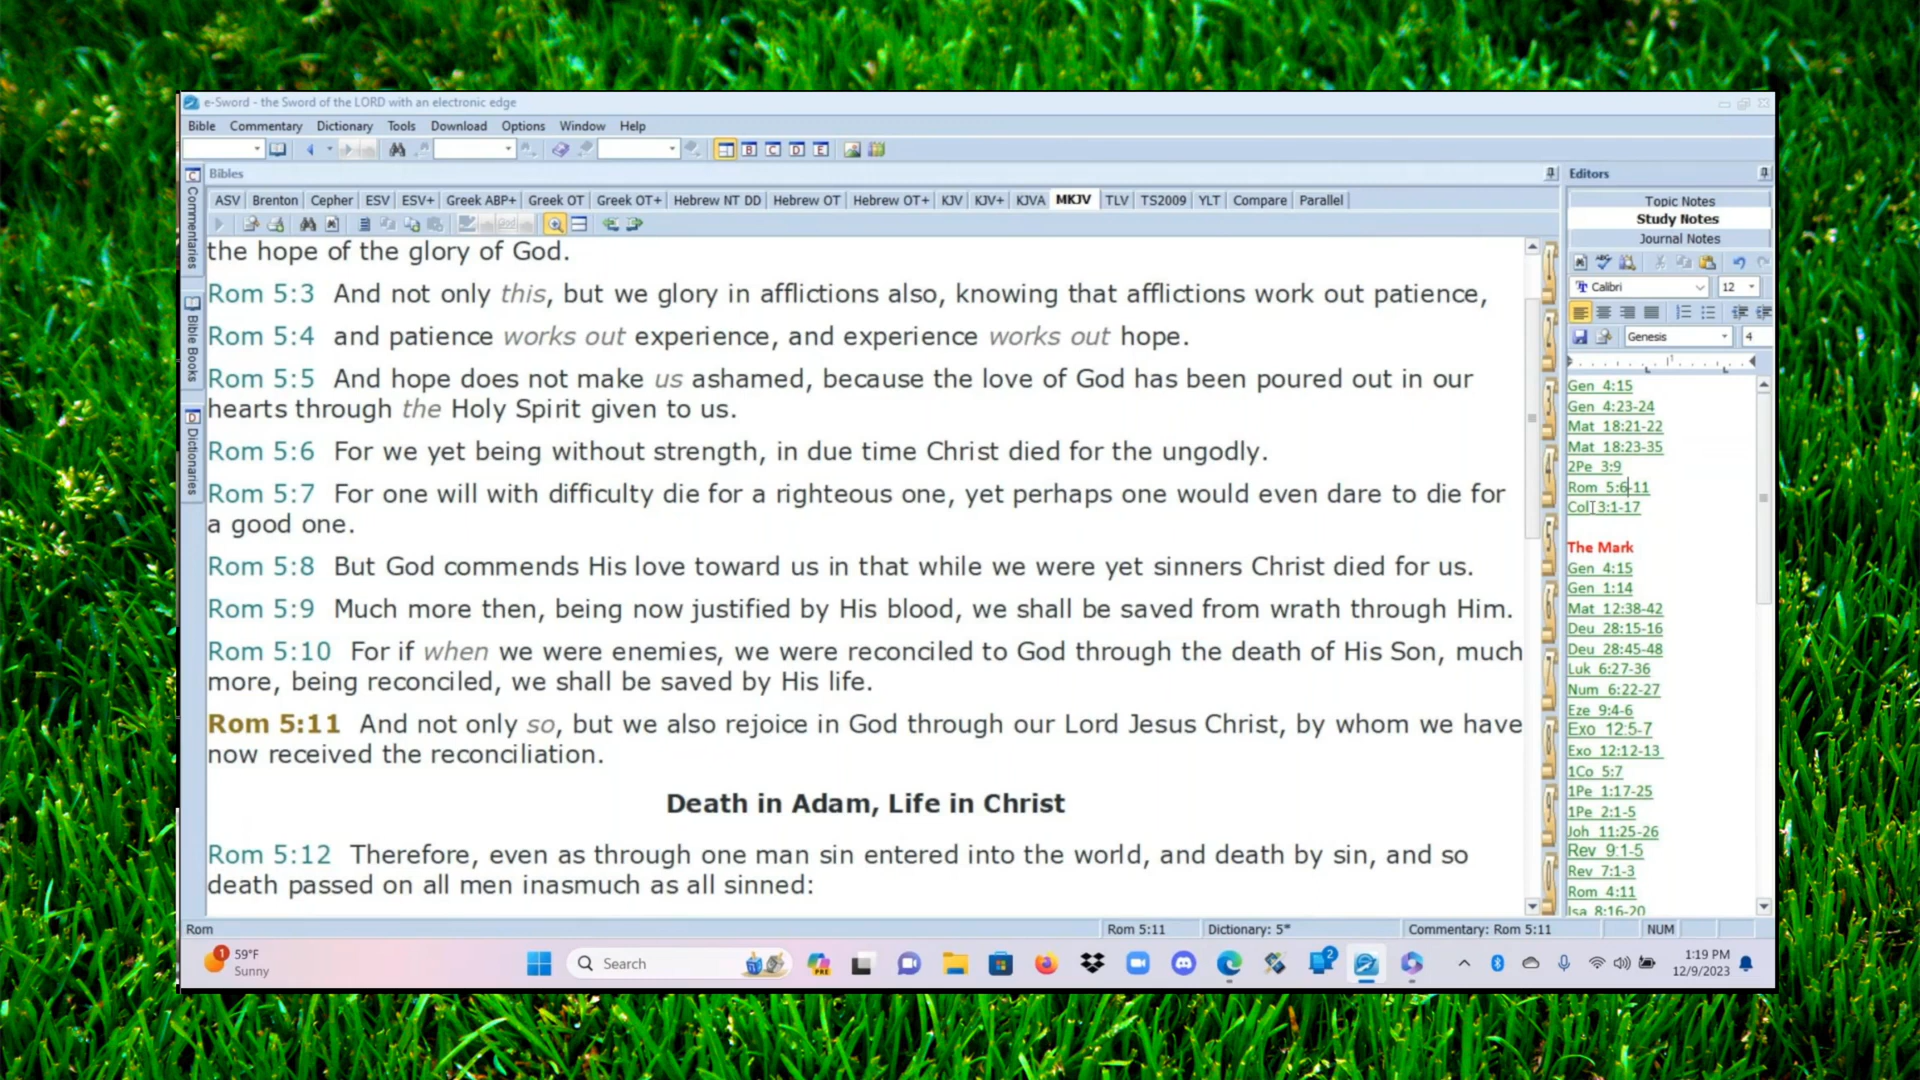 e-Sword - the Sword of the LORD with an electronic edge
Bible Commentary Dictionary Tools Download Options Window Help
B C D E
Bibles
ASV Brenton Cepher ESV ESV+ Greek ABP+ Greek OT Greek OT+ Hebrew NT DD Hebrew OT Hebrew OT+ KJV KJV+ KJVA MKJV TLV TS2009 YLT Compare Parallel
Commentaries
Bible Books
Dictionaries
the hope of the glory of God.
Rom 5:3 And not only this, but we glory in afflictions also, knowing that afflictions work out patience,
Rom 5:4 and patience works out experience, and experience works out hope.
Rom 5:5 And hope does not make us ashamed, because the love of God has been poured out in our
hearts through the Holy Spirit given to us.
Rom 5:6 For we yet being without strength, in due time Christ died for the ungodly.
Rom 5:7 For one will with difficulty die for a righteous one, yet perhaps one would even dare to die for
a good one.
Rom 5:8 But God commends His love toward us in that while we were yet sinners Christ died for us.
Rom 5:9 Much more then, being now justified by His blood, we shall be saved from wrath through Him.
Rom 5:10 For if when we were enemies, we were reconciled to God through the death of His Son, much
more, being reconciled, we shall be saved by His life.
Rom 5:11 And not only so, but we also rejoice in God through our Lord Jesus Christ, by whom we have
now received the reconciliation.
Death in Adam, Life in Christ
Rom 5:12 Therefore, even as through one man sin entered into the world, and death by sin, and so
death passed on all men inasmuch as all sinned:
1
2
3
4
5
6
7
8
9
0
Editors
Topic Notes
Study Notes
Journal Notes
Calibri 12
Genesis 4
Gen 4:15
Gen 4:23-24
Mat 18:21-22
Mat 18:23-35
2Pe 3:9
Rom 5:6-11
Col 3:1-17
The Mark
Gen 4:15
Gen 1:14
Mat 12:38-42
Deu 28:15-16
Deu 28:45-48
Luk 6:27-36
Num 6:22-27
Eze 9:4-6
Exo 12:5-7
Exo 12:12-13
1Co 5:7
1Pe 1:17-25
1Pe 2:1-5
Joh 11:25-26
Rev 9:1-5
Rev 7:1-3
Rom 4:11
Isa 8:16-20
Rom Rom 5:11 Dictionary: 5* Commentary: Rom 5:11 NUM
1 59°F
Sunny
Search
PRE
2
1:19 PM
12/9/2023